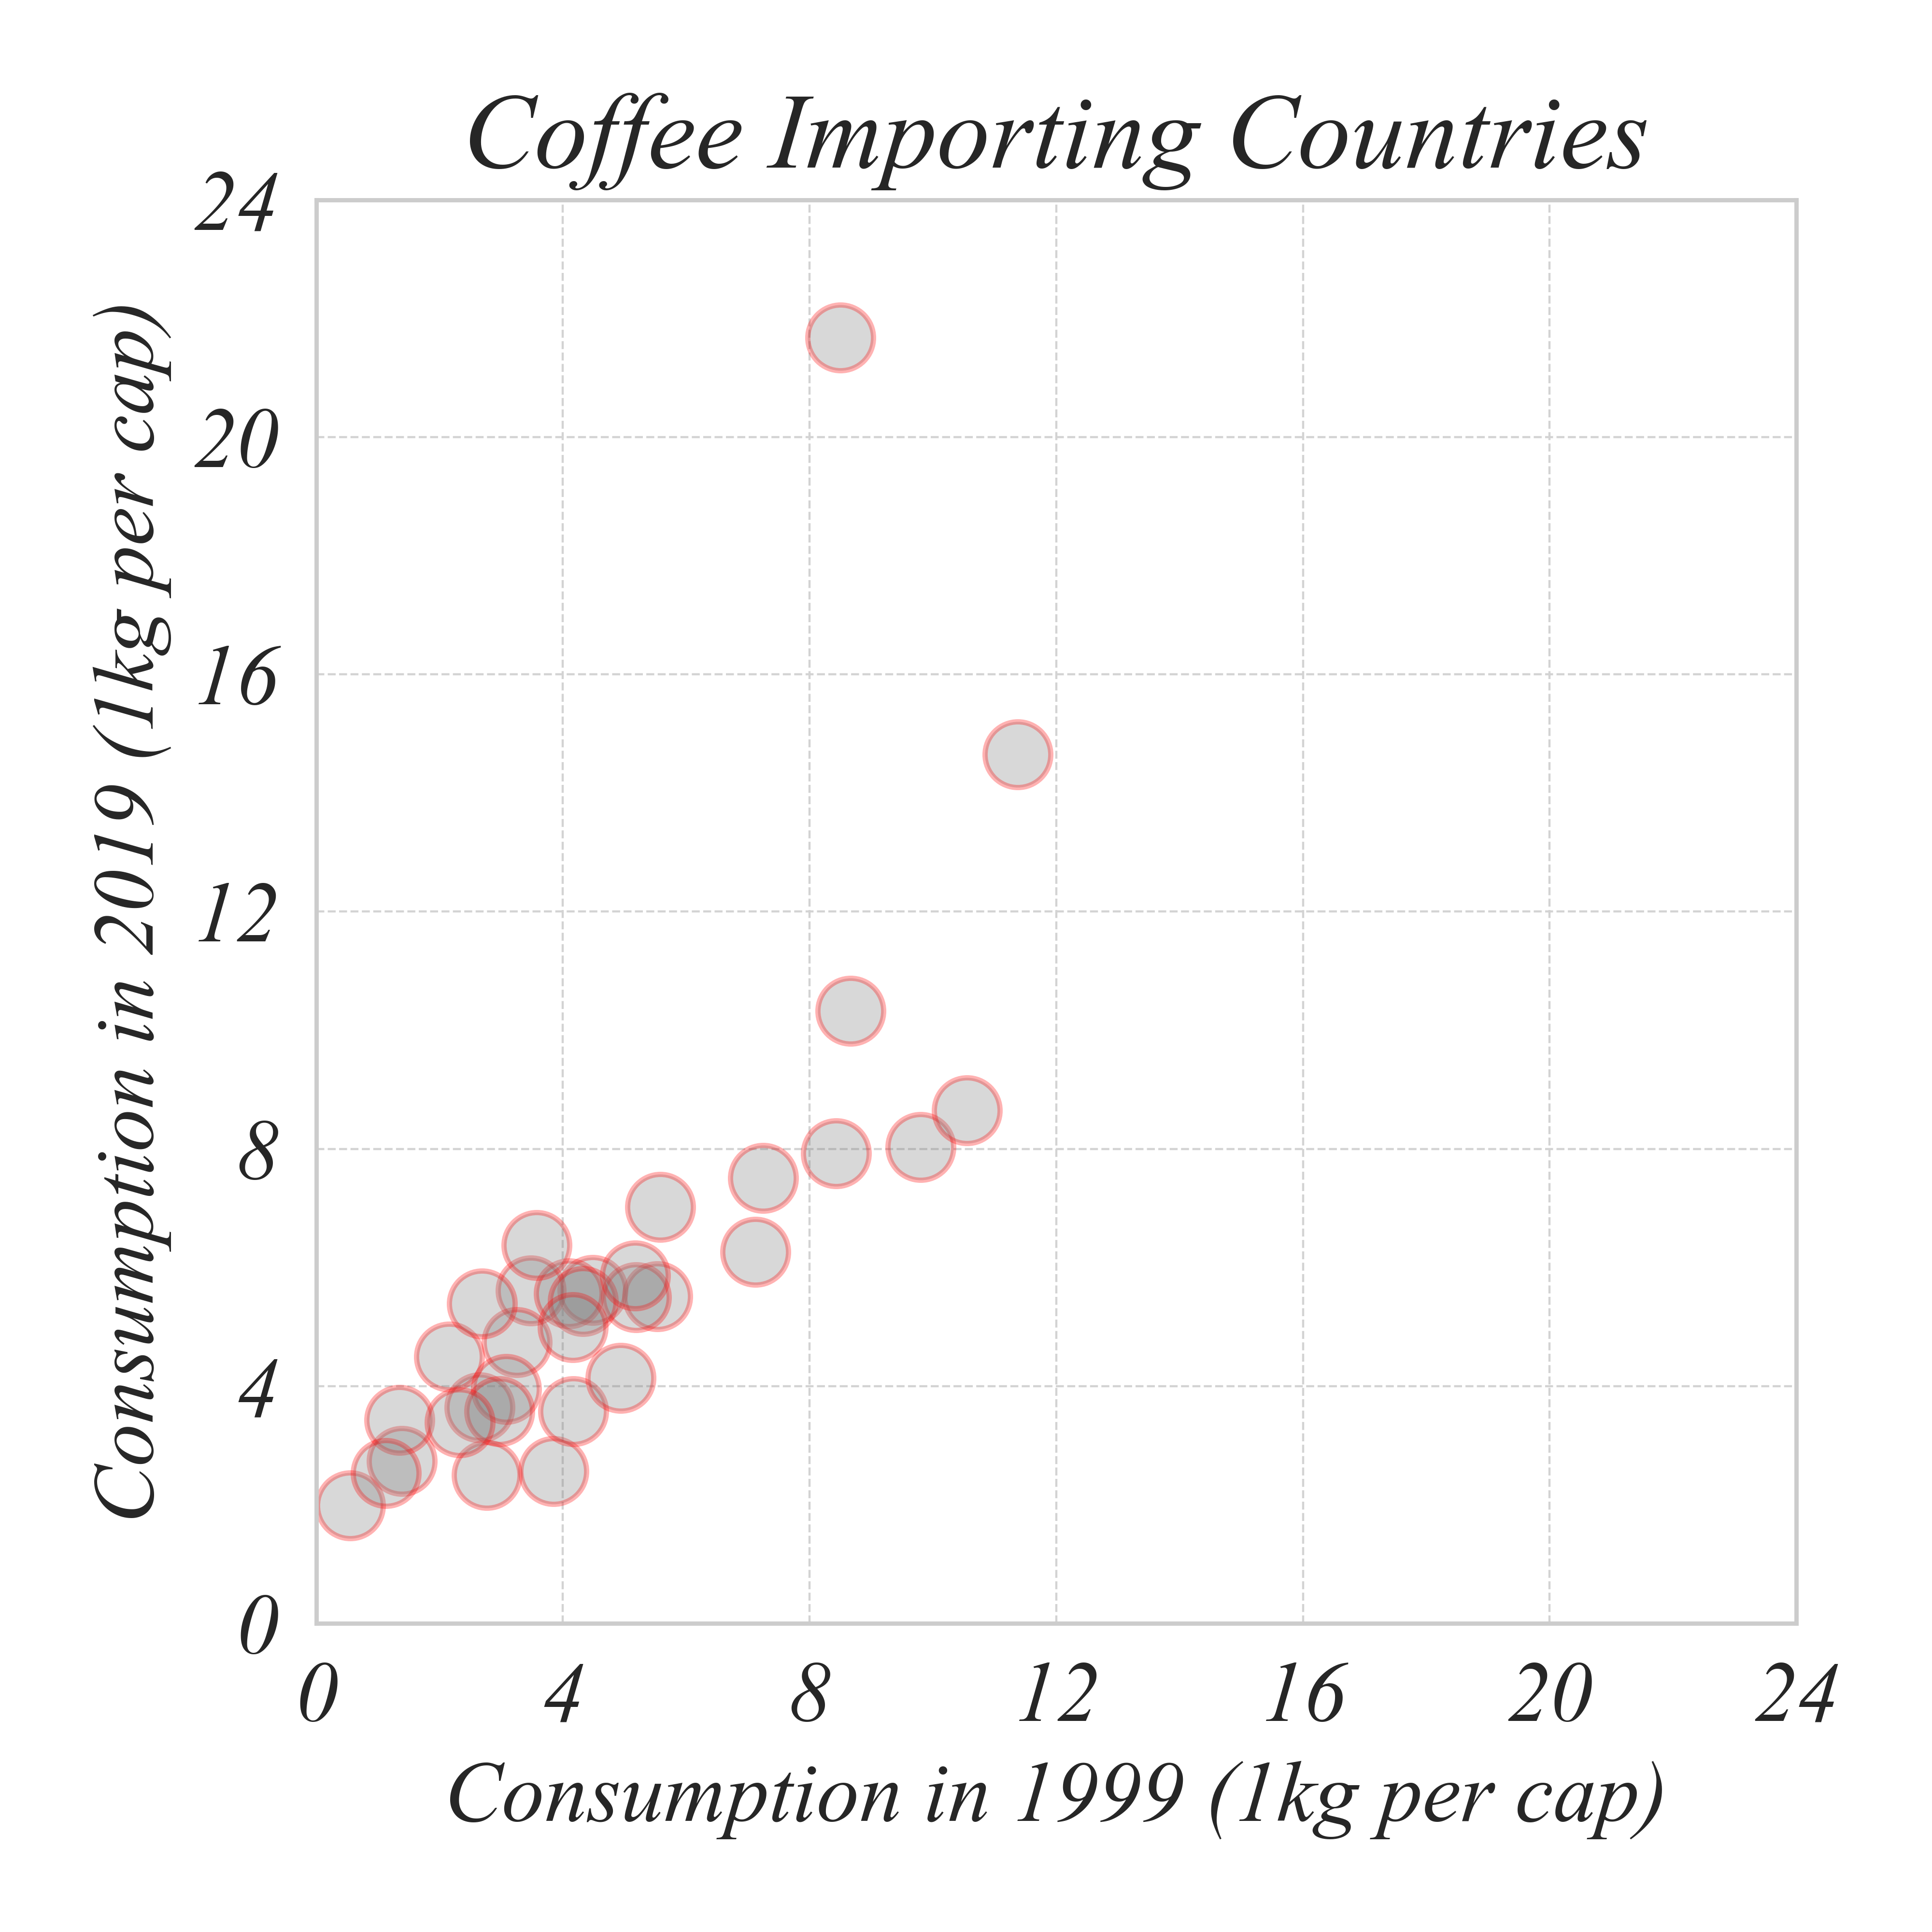 Coffee Importing Countries
24
20
16
12
8
4
0
Consumption in 2019 (1kg per cap)
0 4 8 12 16 20 24
Consumption in 1999 (1kg per cap)